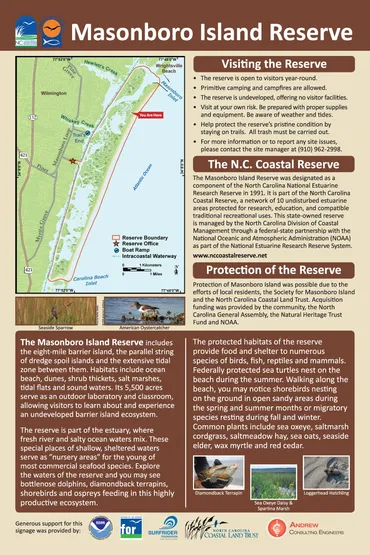 Masonboro Island Reserve
Visiting the Reserve
• The reserve is open to visitors year-round.
• Primitive camping and campfires are allowed.
• The reserve is undeveloped, offering no visitor facilities.
• Visit at your own risk. Be prepared with proper supplies
and equipment. Be aware of weather and tides.
• Help protect the reserve's pristine condition by
staying on trails. All trash must be carried out.
• For more information or to report any site issues,
please contact the site manager at (910) 962-2998.
The N.C. Coastal Reserve
The Masonboro Island Reserve was designated as a
component of the North Carolina National Estuarine
Research Reserve in 1991. It is part of the North Carolina
Coastal Reserve, a network of 10 undisturbed estuarine
areas protected for research, education, and compatible
traditional recreational uses. This state-owned reserve
is managed by the North Carolina Division of Coastal
Management through a federal-state partnership with the
National Oceanic and Atmospheric Administration (NOAA)
as part of the National Estuarine Research Reserve System.
www.nccoastalreserve.net
Protection of the Reserve
Protection of Masonboro Island was possible due to the
efforts of local residents, the Society for Masonboro Island
and the North Carolina Coastal Land Trust. Acquisition
funding was provided by the community, the North
Carolina General Assembly, the Natural Heritage Trust
Fund and NOAA.
Wrightsville
Beach
Hewlett's Creek
Masonboro
Inlet
Wilmington
You Are Here
Whiskey Creek
Trail's
End
Atlantic Ocean
421
Reserve Boundary
Reserve Office
Boat Ramp
Intracoastal Waterway
Kilometers
Miles
Carolina Beach
Inlet
421
Seaside Sparrow
American Oystercatcher
The Masonboro Island Reserve includes
the eight-mile barrier island, the parallel string
of dredge spoil islands and the extensive tidal
zone between them. Habitats include ocean
beach, dunes, shrub thickets, salt marshes,
tidal flats and sound waters. Its 5,500 acres
serve as an outdoor laboratory and classroom,
allowing visitors to learn about and experience
an undeveloped barrier island ecosystem.
The reserve is part of the estuary, where
fresh river and salty ocean waters mix. These
special places of shallow, sheltered waters
serve as "nursery areas" for the young of
most commercial seafood species. Explore
the waters of the reserve and you may see
bottlenose dolphins, diamondback terrapins,
shorebirds and ospreys feeding in this highly
productive ecosystem.
The protected habitats of the reserve
provide food and shelter to numerous
species of birds, fish, reptiles and mammals.
Federally protected sea turtles nest on the
beach during the summer. Walking along the
beach, you may notice shorebirds nesting
on the ground in open sandy areas during
the spring and summer months or migratory
species resting during fall and winter.
Common plants include sea oxeye, saltmarsh
cordgrass, saltmeadow hay, sea oats, seaside
elder, wax myrtle and red cedar.
Diamondback Terrapin
Sea Oxeye Daisy &
Spartina Marsh
Loggerhead Hatchling
Generous support for this
signage was provided by:
for
SURFRIDER
NORTH CAROLINA
COASTAL LAND TRUST
ANDREW
CONSULTING ENGINEERS